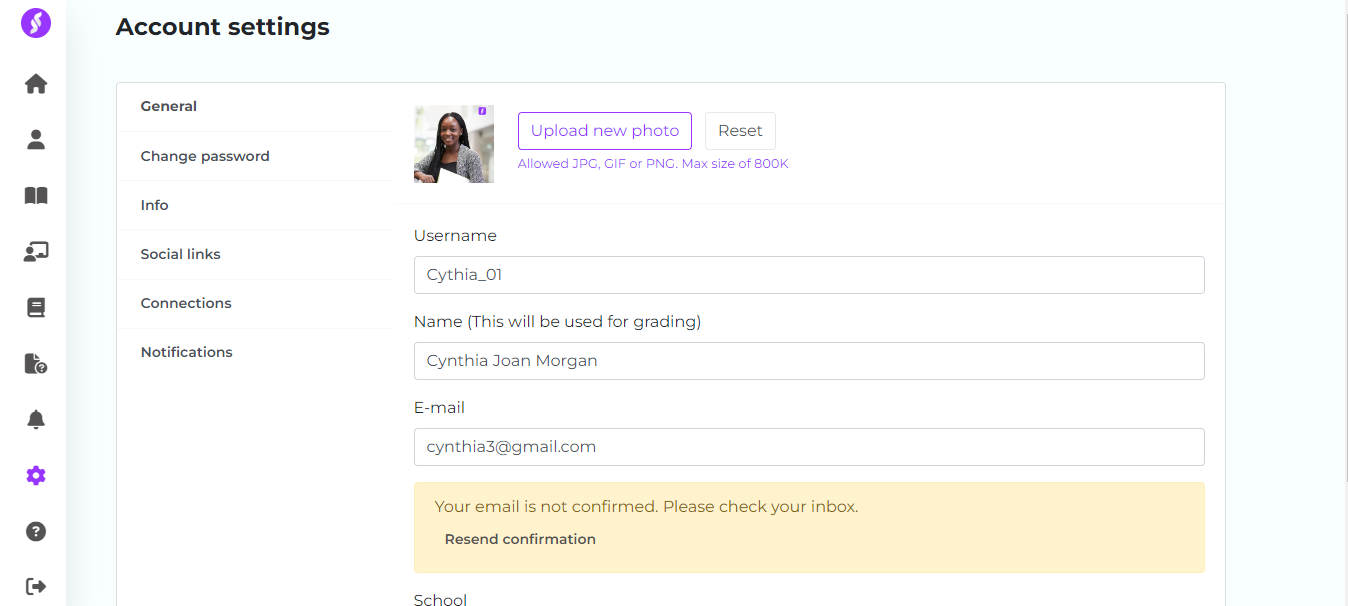 Account settings
General
Change password
Info
Social links
Connections
Notifications
Upload new photo
Reset
Allowed JPG, GIF or PNG. Max size of 800K
Username
Cythia_01
Name (This will be used for grading)
Cynthia Joan Morgan
E-mail
cynthia3@gmail.com
Your email is not confirmed. Please check your inbox.
Resend confirmation
School